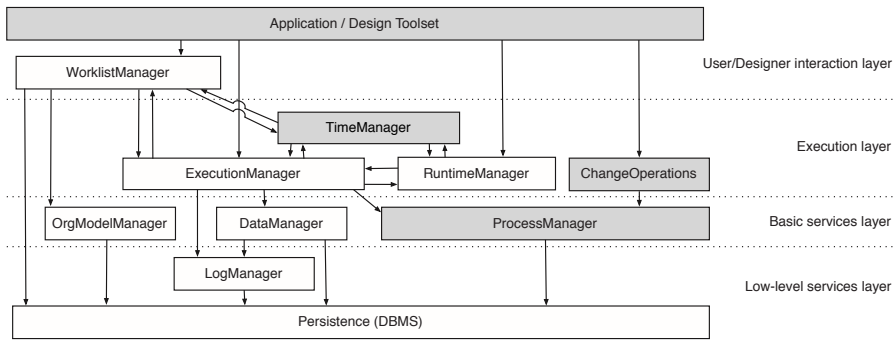 Application / Design Toolset
WorklistManager
User/Designer interaction layer
TimeManager
Execution layer
ExecutionManager
RuntimeManager
ChangeOperations
OrgModelManager
DataManager
ProcessManager
Basic services layer
LogManager
Low-level services layer
Persistence (DBMS)